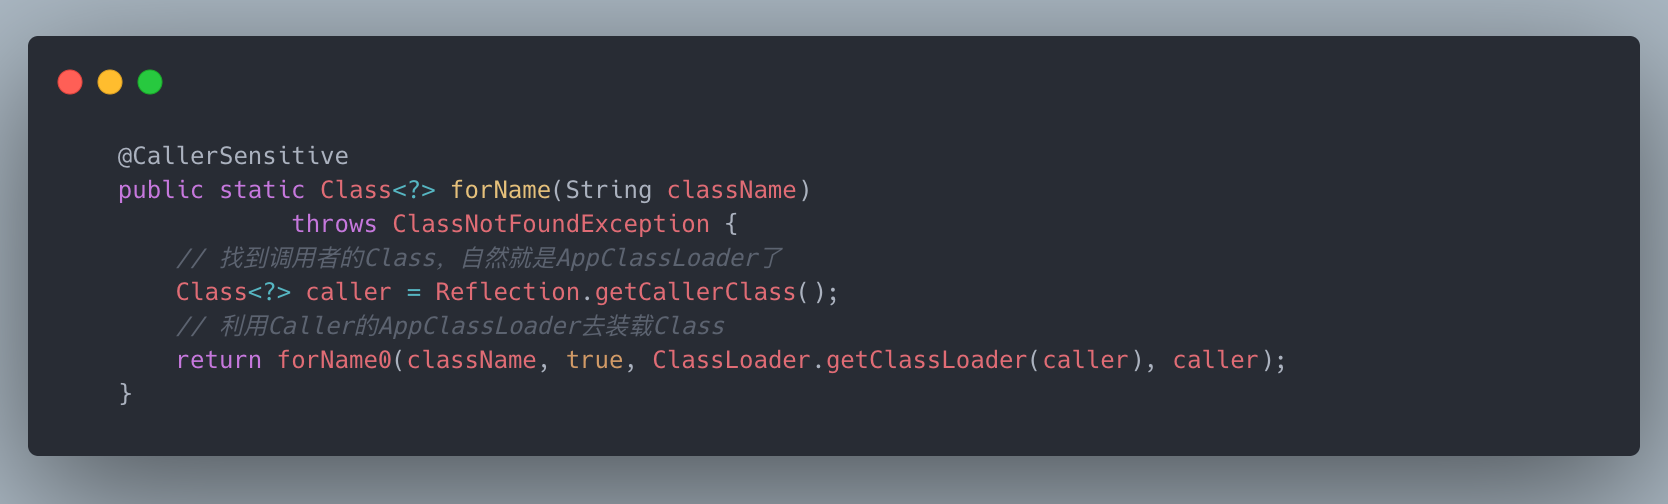 @CallerSensitive
public static Class<?> forName(String className)
            throws ClassNotFoundException {
    // 找到调用者的Class，自然就是AppClassLoader了
    Class<?> caller = Reflection.getCallerClass();
    // 利用Caller的AppClassLoader去装载Class
    return forName0(className, true, ClassLoader.getClassLoader(caller), caller);
}